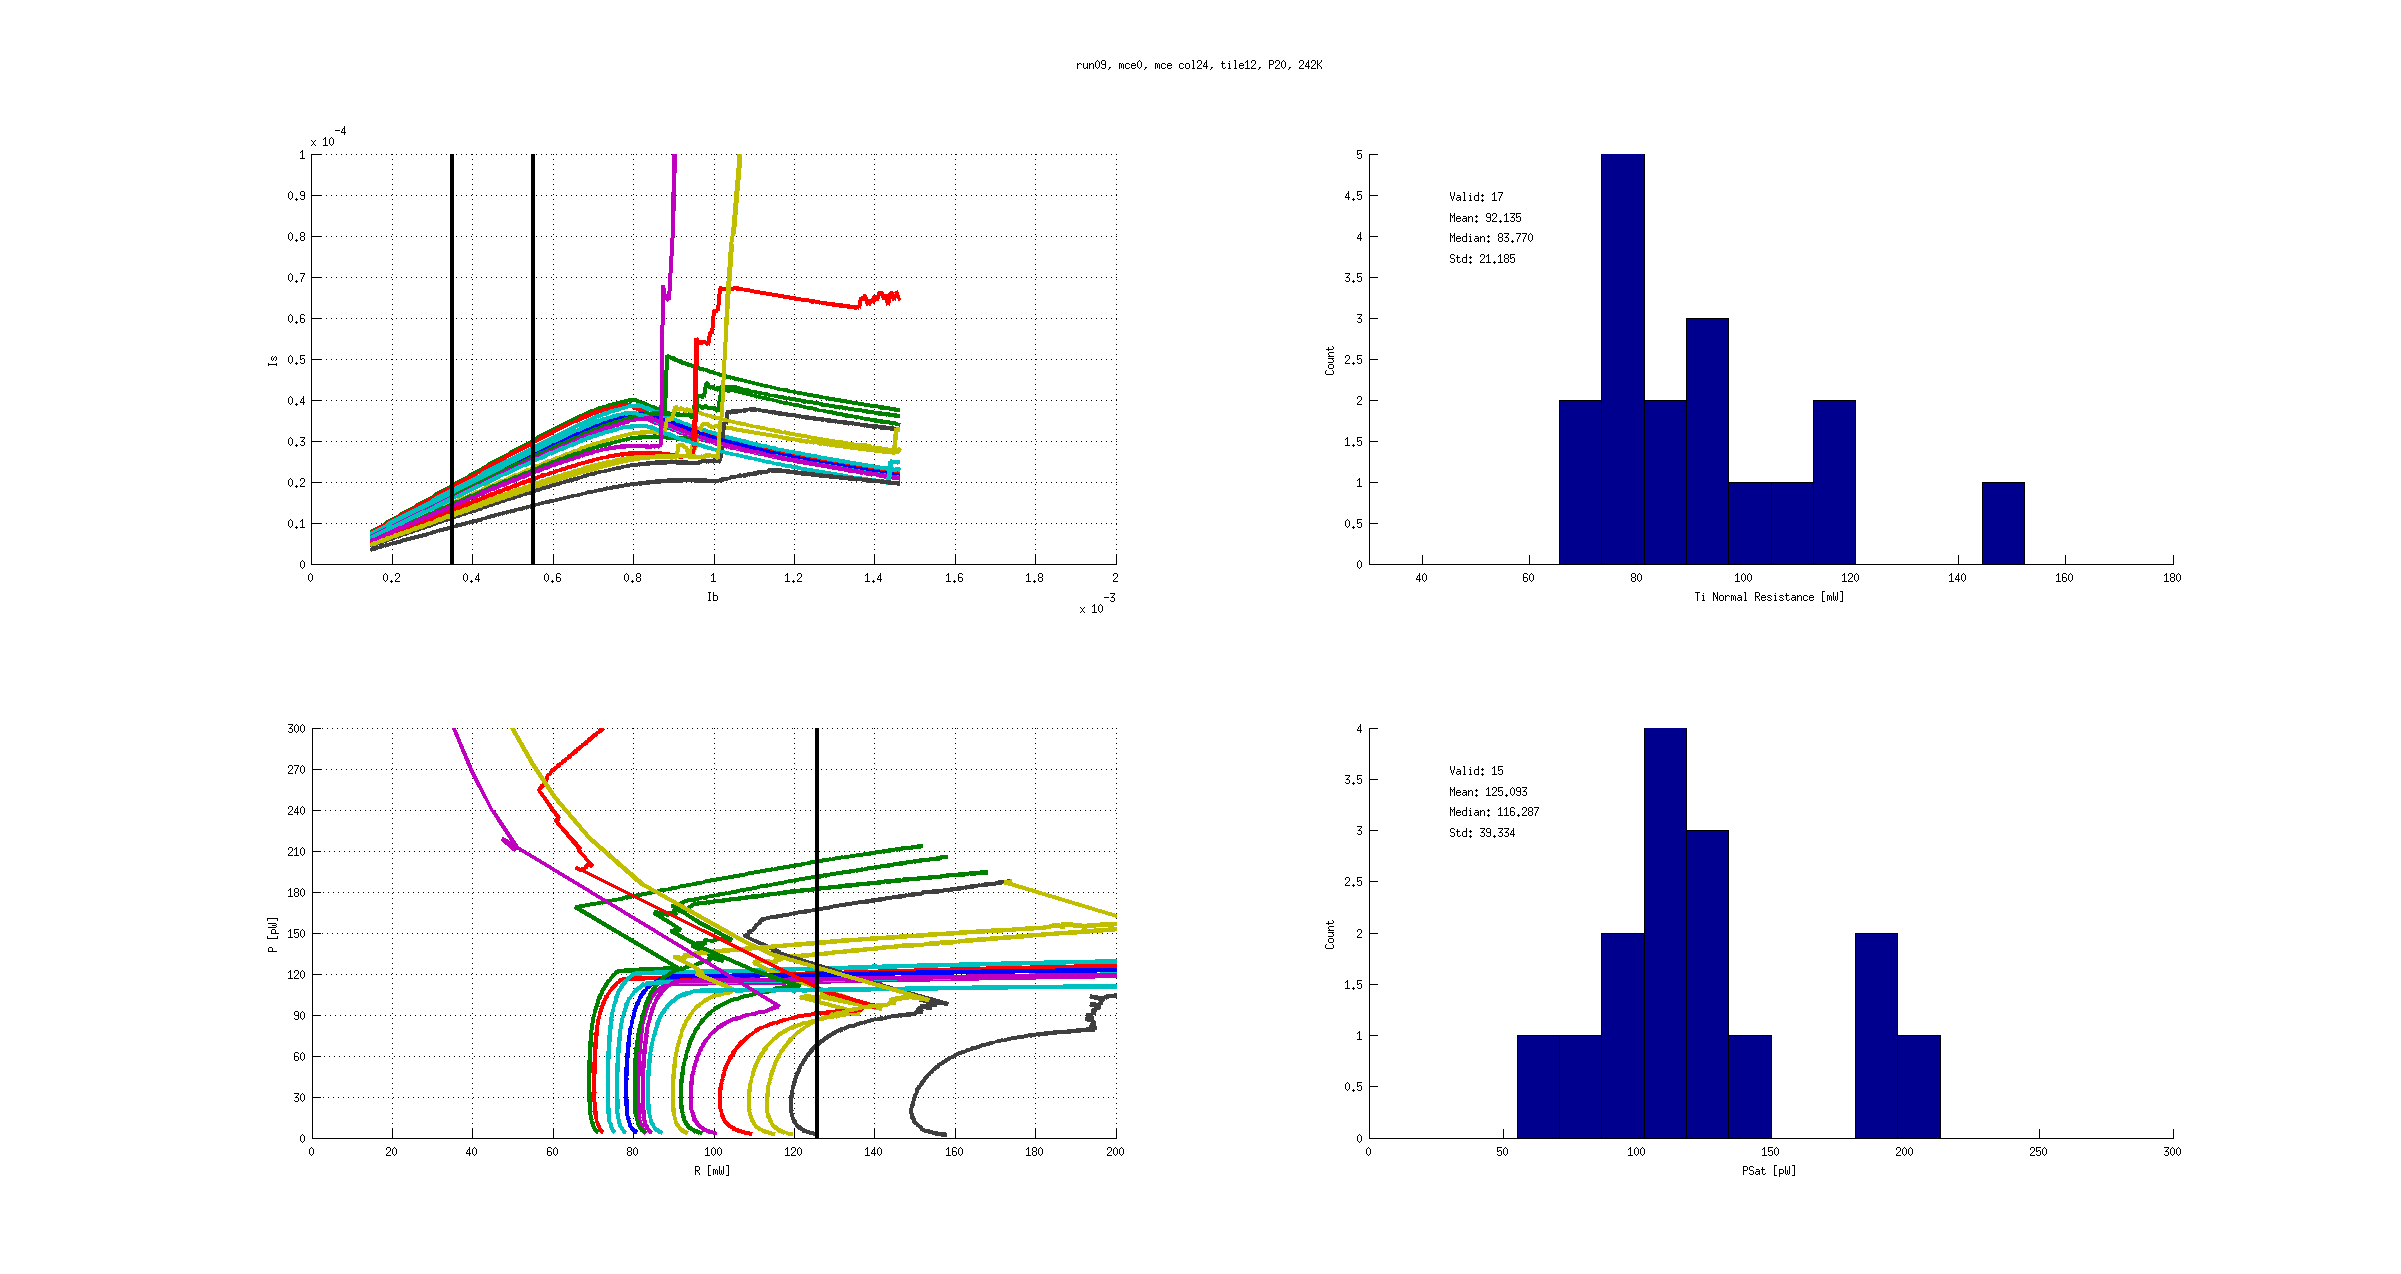 run09, mce0, mce col24, tile12, P20, 242K
x 10^-4
1
0.9
0.8
0.7
0.6
0.5
0.4
0.3
0.2
0.1
0
Is
0 0.2 0.4 0.6 0.8 1 1.2 1.4 1.6 1.8 2
Ib
x 10^-3
5
4.5
4
3.5
3
2.5
2
1.5
1
0.5
0
Count
Valid: 17
Mean: 92.135
Median: 83.770
Std: 21.185
40 60 80 100 120 140 160 180
Ti Normal Resistance [mW]
300
270
240
210
180
150
120
90
60
30
0
P [pW]
0 20 40 60 80 100 120 140 160 180 200
R [mW]
4
3.5
3
2.5
2
1.5
1
0.5
0
Count
Valid: 15
Mean: 125.093
Median: 116.287
Std: 39.334
0 50 100 150 200 250 300
PSat [pW]